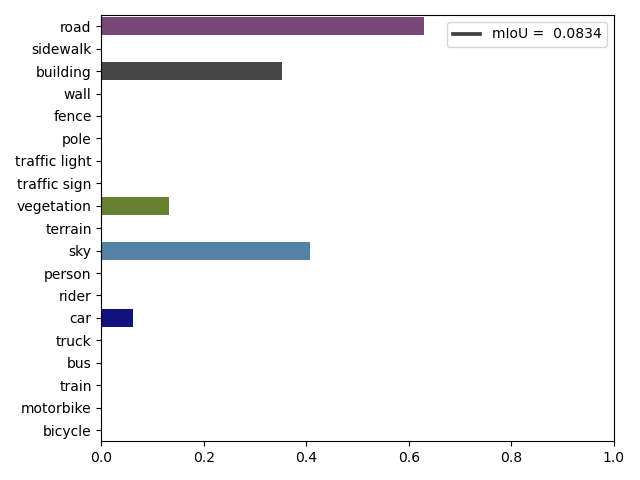 road
mIoU =  0.0834
sidewalk
building
wall
fence
pole
traffic light
traffic sign
vegetation
terrain
sky
person
rider
car
truck
bus
train
motorbike
bicycle
0.0 0.2 0.4 0.6 0.8 1.0